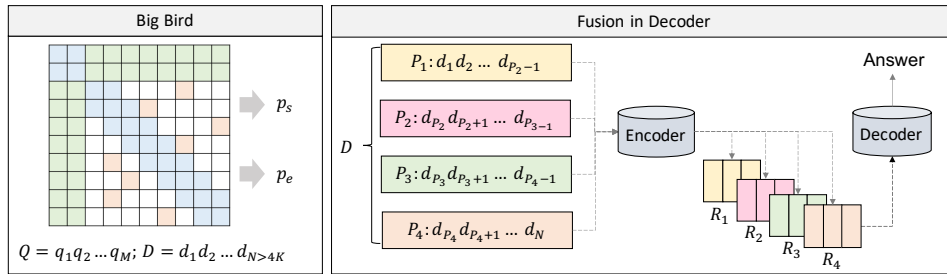 Big Bird
p_s
p_e
Q = q_1 q_2 … q_M; D = d_1 d_2 … d_{N>4K}
Fusion in Decoder
D
P_1: d_1 d_2 … d_{P_2−1}
P_2: d_{P_2} d_{P_2+1} … d_{P_{3−1}}
P_3: d_{P_3} d_{P_3+1} … d_{P_4−1}
P_4: d_{P_4} d_{P_4+1} … d_N
Encoder
R_1
R_2
R_3
R_4
Answer
Decoder